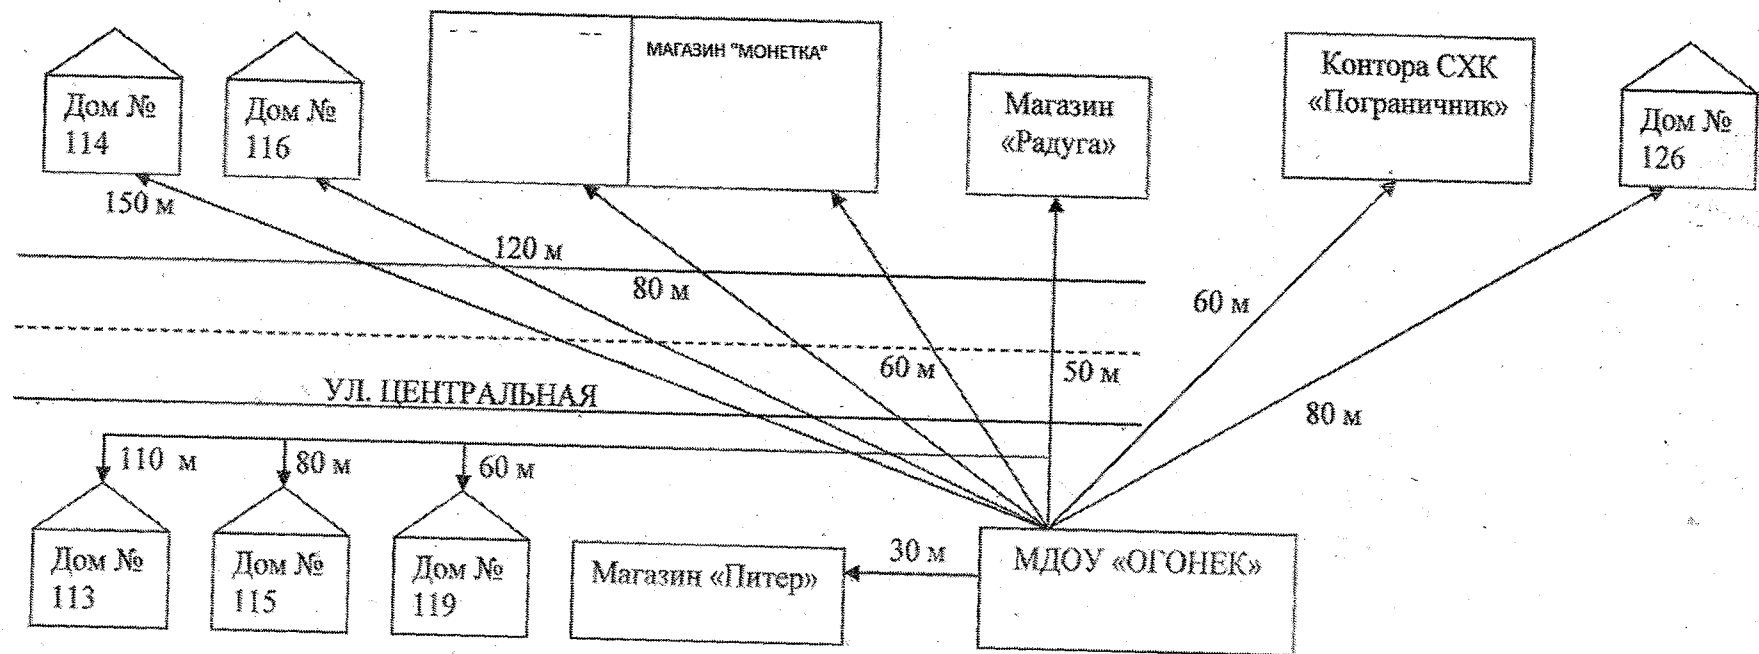 МАГАЗИН "МОНЕТКА"
Контора СХК
«Пограничник»
Дом №
114
Дом №
116
Магазин
«Радуга»
Дом №
126
150 м
120 м
80 м
60 м
60 м
50 м
80 м
УЛ. ЦЕНТРАЛЬНАЯ
110 м
80 м
60 м
Дом №
113
Дом №
115
Дом №
119
Магазин «Питер»
30 м
МДОУ «ОГОНЕК»